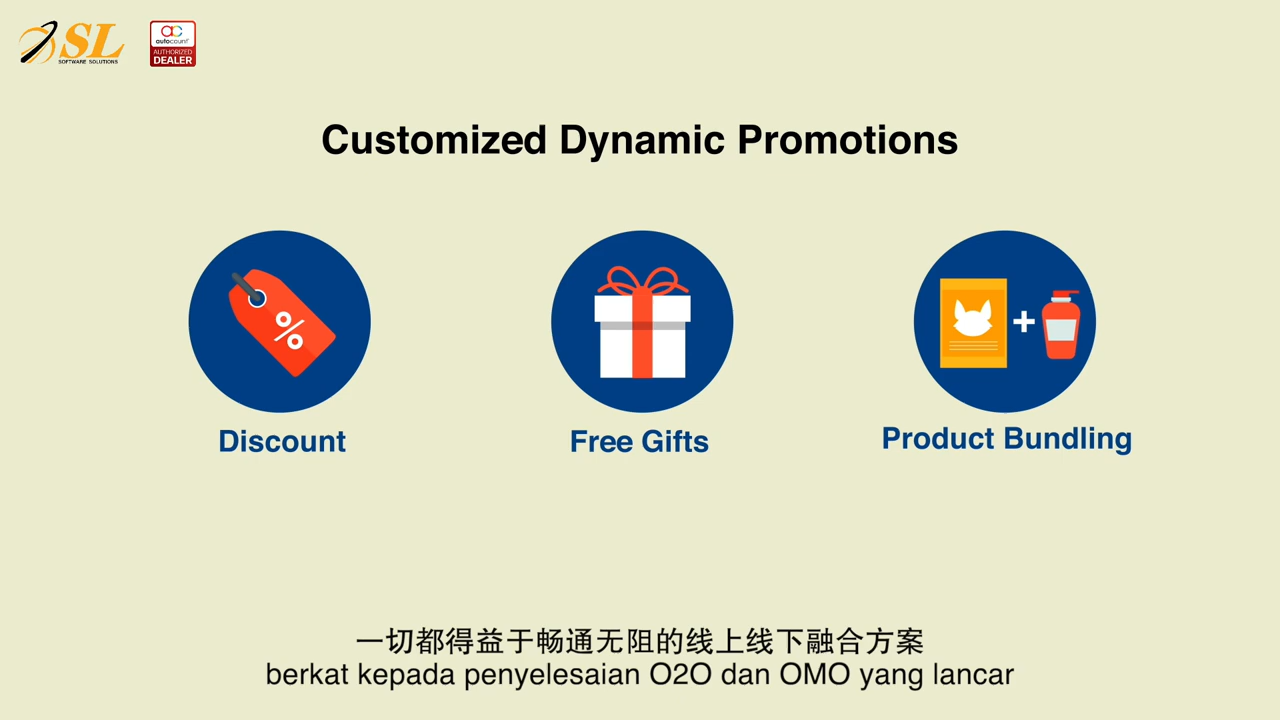 SL
SOFTWARE SOLUTIONS
ac
autocount
AUTHORIZED
DEALER
Customized Dynamic Promotions
%
+
Discount
Free Gifts
Product Bundling
一切都得益于畅通无阻的线上线下融合方案
berkat kepada penyelesaian O2O dan OMO yang lancar